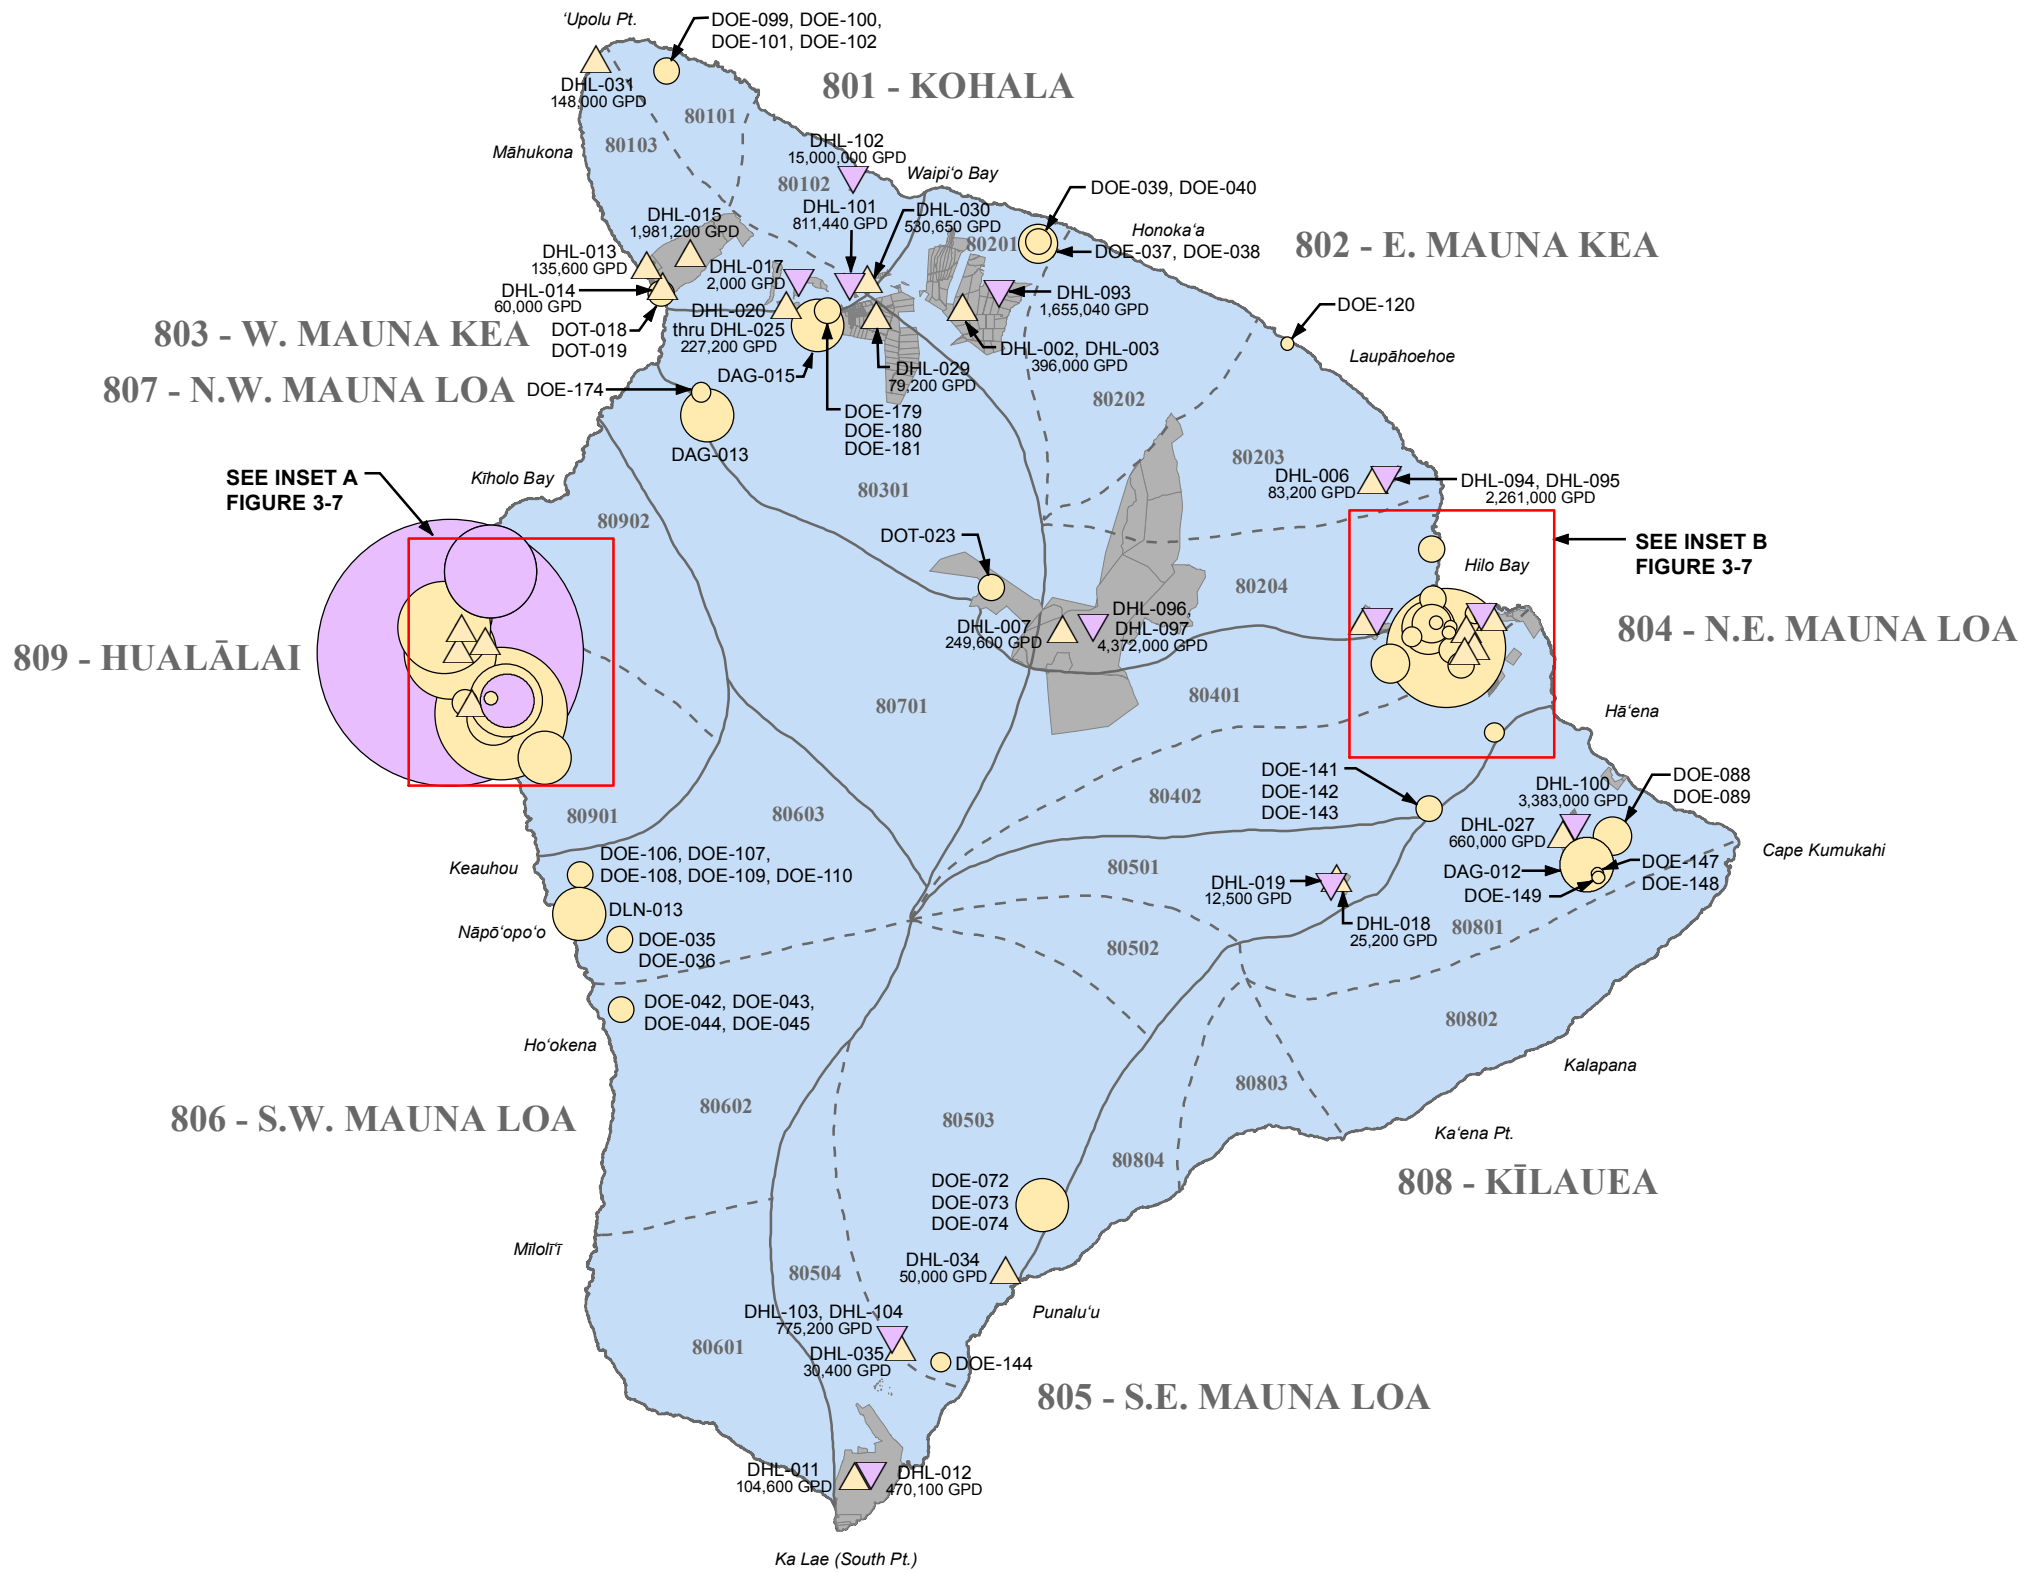 ʻUpolu Pt.
DOE-099, DOE-100,
DOE-101, DOE-102
801 - KOHALA
DHL-031
148,000 GPD
80101
80103
Māhukona
DHL-102
15,000,000 GPD
80102
Waipiʻo Bay
DOE-039, DOE-040
DHL-015
1,981,200 GPD
DHL-101
811,440 GPD
DHL-030
530,650 GPD
80201
Honokaʻa
DOE-037, DOE-038
802 - E. MAUNA KEA
DHL-013
135,600 GPD
DHL-017
2,000 GPD
DHL-014
60,000 GPD
DHL-093
1,655,040 GPD
DOE-120
803 - W. MAUNA KEA
DOT-018
DOT-019
DHL-020
thru DHL-025
227,200 GPD
DHL-002, DHL-003
396,000 GPD
Laupāhoehoe
DHL-029
79,200 GPD
DAG-015
807 - N.W. MAUNA LOA
DOE-174
80202
DOE-179
DOE-180
DOE-181
DAG-013
SEE INSET A
FIGURE 3-7
Kīholo Bay
80301
80203
DHL-006
83,200 GPD
DHL-094, DHL-095
2,261,000 GPD
80902
DOT-023
SEE INSET B
FIGURE 3-7
Hilo Bay
80204
DHL-007
249,600 GPD
DHL-096,
DHL-097
4,372,000 GPD
804 - N.E. MAUNA LOA
809 - HUALĀLAI
80701
80401
Hāʻena
DOE-141
DOE-142
DOE-143
80402
DHL-100
3,383,000 GPD
DOE-088
DOE-089
80901
80603
DHL-027
660,000 GPD
Cape Kumukahi
Keauhou
DOE-106, DOE-107,
DOE-108, DOE-109, DOE-110
80501
DHL-019
12,500 GPD
DAG-012
DOE-149
DOE-147
DOE-148
DLN-013
Nāpōʻopoʻo
DOE-035
DOE-036
80502
DHL-018
25,200 GPD
80801
DOE-042, DOE-043,
DOE-044, DOE-045
Hoʻokena
80802
Kalapana
80803
806 - S.W. MAUNA LOA
80602
80503
Kaʻena Pt.
80804
808 - KĪLAUEA
DOE-072
DOE-073
DOE-074
Mīloliʻī
DHL-034
50,000 GPD
80504
Punaluʻu
DHL-103, DHL-104
775,200 GPD
80601
DHL-035
30,400 GPD
DOE-144
805 - S.E. MAUNA LOA
DHL-011
104,600 GPD
DHL-012
470,100 GPD
Ka Lae (South Pt.)